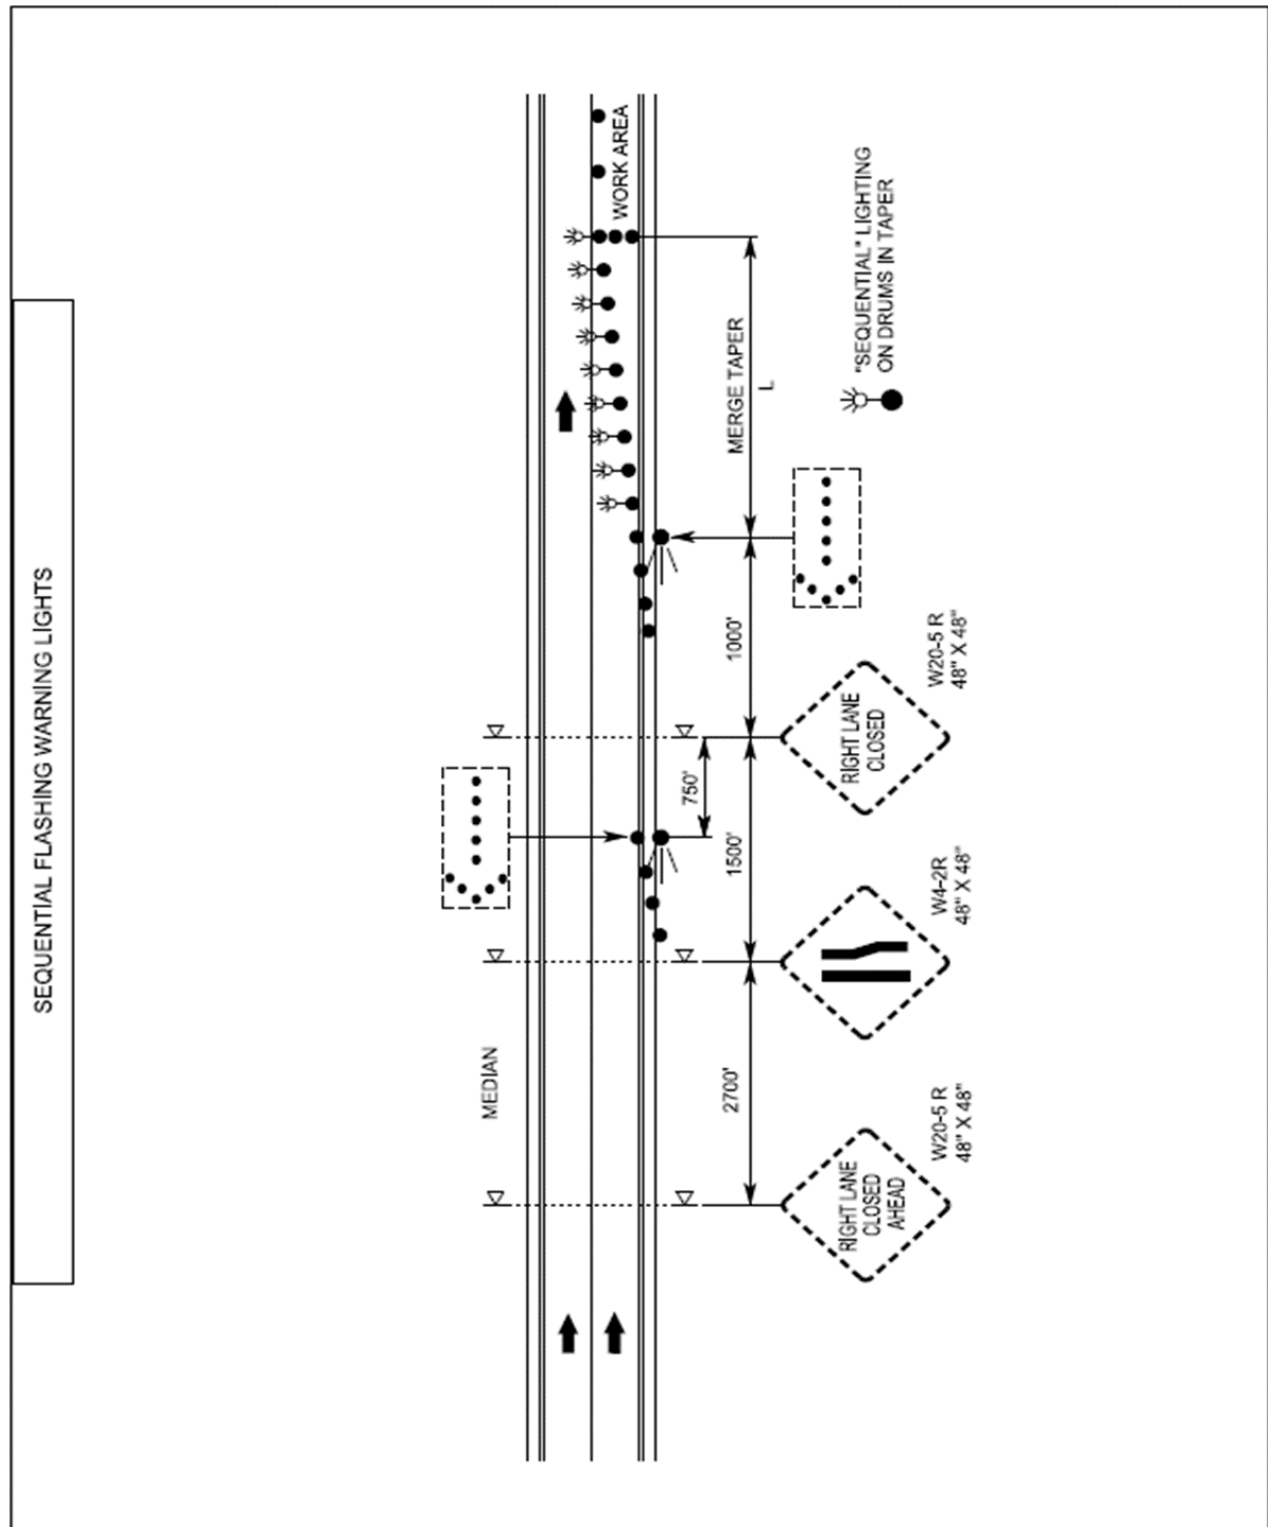 SEQUENTIAL FLASHING WARNING LIGHTS
MEDIAN
WORK AREA
2700'
1500'
750'
1000'
MERGE TAPER
L
RIGHT LANE
CLOSED
AHEAD
W20-5 R
48" X 48"
W4-2R
48" X 48"
RIGHT LANE
CLOSED
W20-5 R
48" X 48"
"SEQUENTIAL" LIGHTING
ON DRUMS IN TAPER